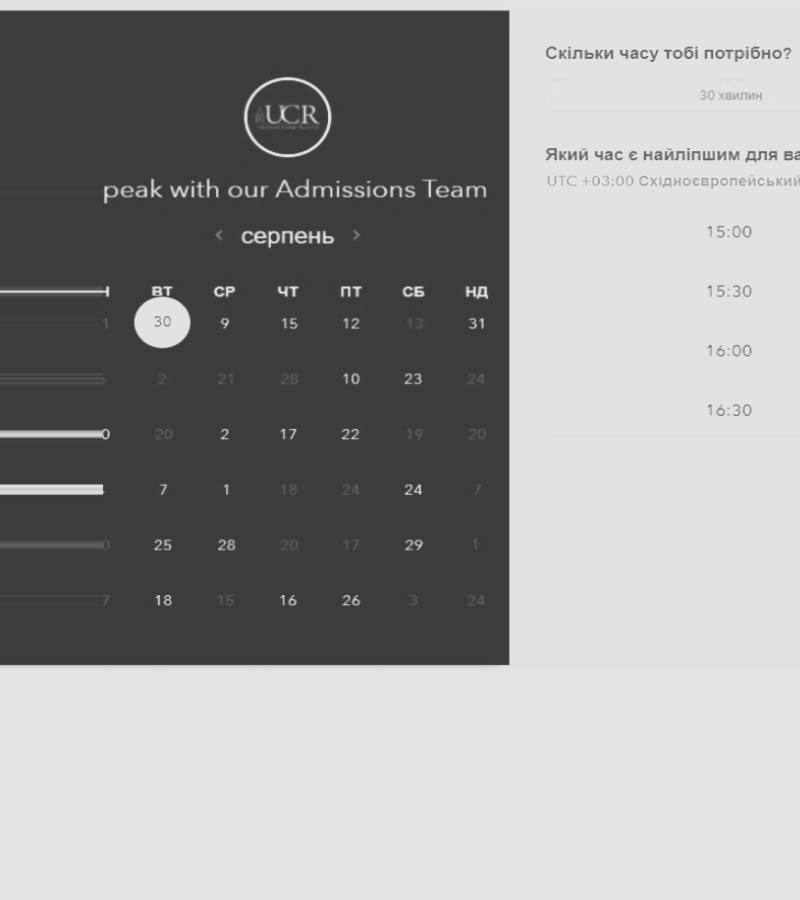 UCR
peak with our Admissions Team
< серпень >
ВТ СР ЧТ ПТ СБ НД
1 30 9 15 12 13 31
2 21 28 10 23 24
0 20 2 17 22 19 20
7 1 18 24 24 7
0 25 28 20 17 29 1
7 18 15 16 26 3 24
Скільки часу тобі потрібно?
30 хвилин
Який час є найліпшим для ва
UTC +03:00 Східноєвропейський
15:00
15:30
16:00
16:30